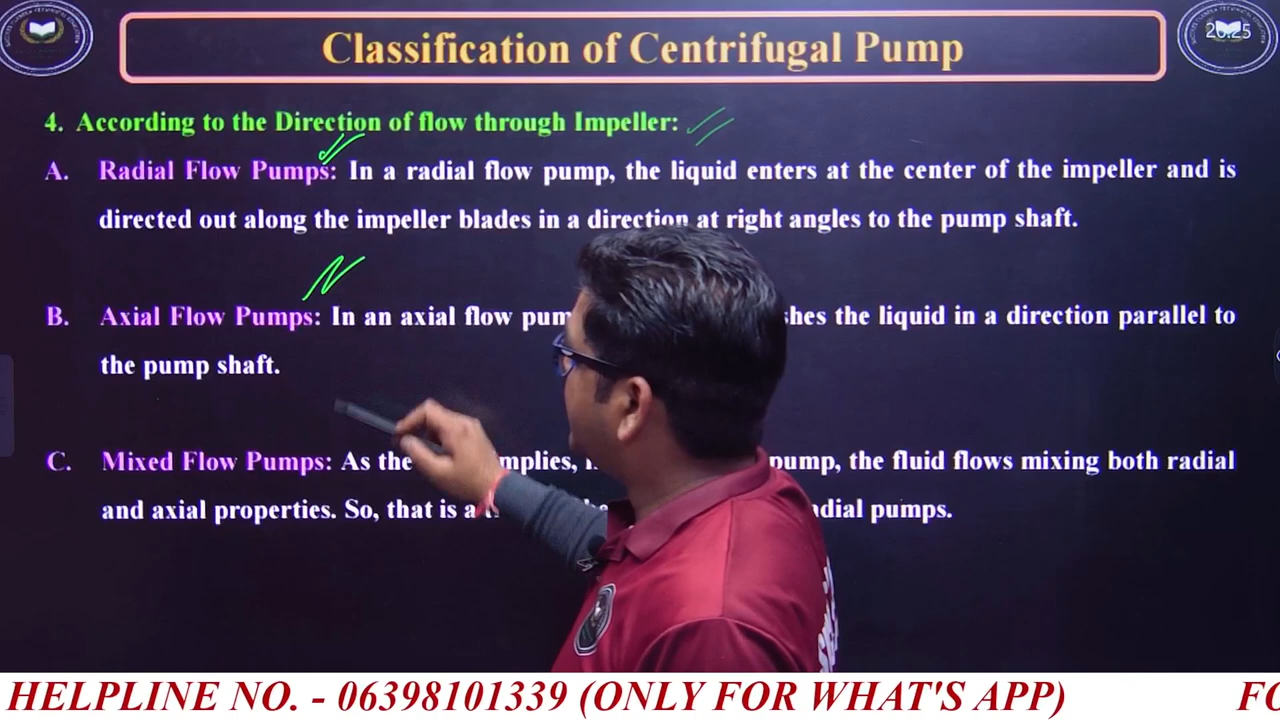 Classification of Centrifugal Pump
20:25
4. According to the Direction of flow through Impeller:
A. Radial Flow Pumps: In a radial flow pump, the liquid enters at the center of the impeller and is
directed out along the impeller blades in a direction at right angles to the pump shaft.
B. Axial Flow Pumps: In an axial flow the liquid in a direction parallel to
the pump shaft.
C. Mixed Flow Pumps: As the pump, the fluid flows mixing both radial
and axial properties. So, that is a pumps.
HELPLINE NO. - 06398101339 (ONLY FOR WHAT'S APP) FO